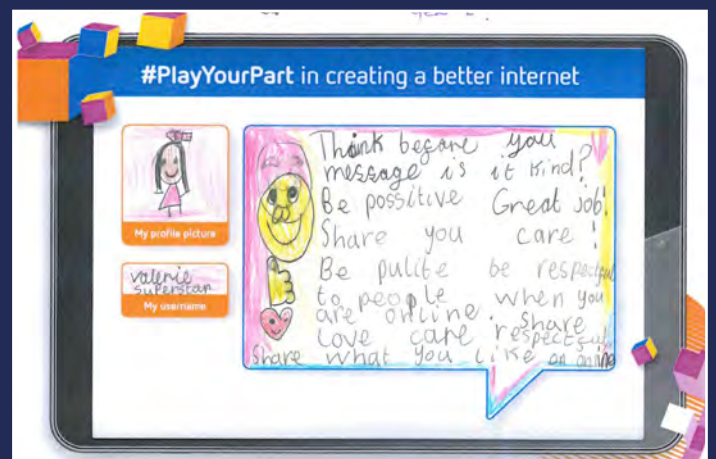 #PlayYourPart in creating a better internet
My profile picture
valerie
superstar
My username
Think before you
message is it kind?
Be possitive Great job!
Share you care!
Be pulite be respectful
to people when you
are online. Share
love care respectful
Share what you like on online